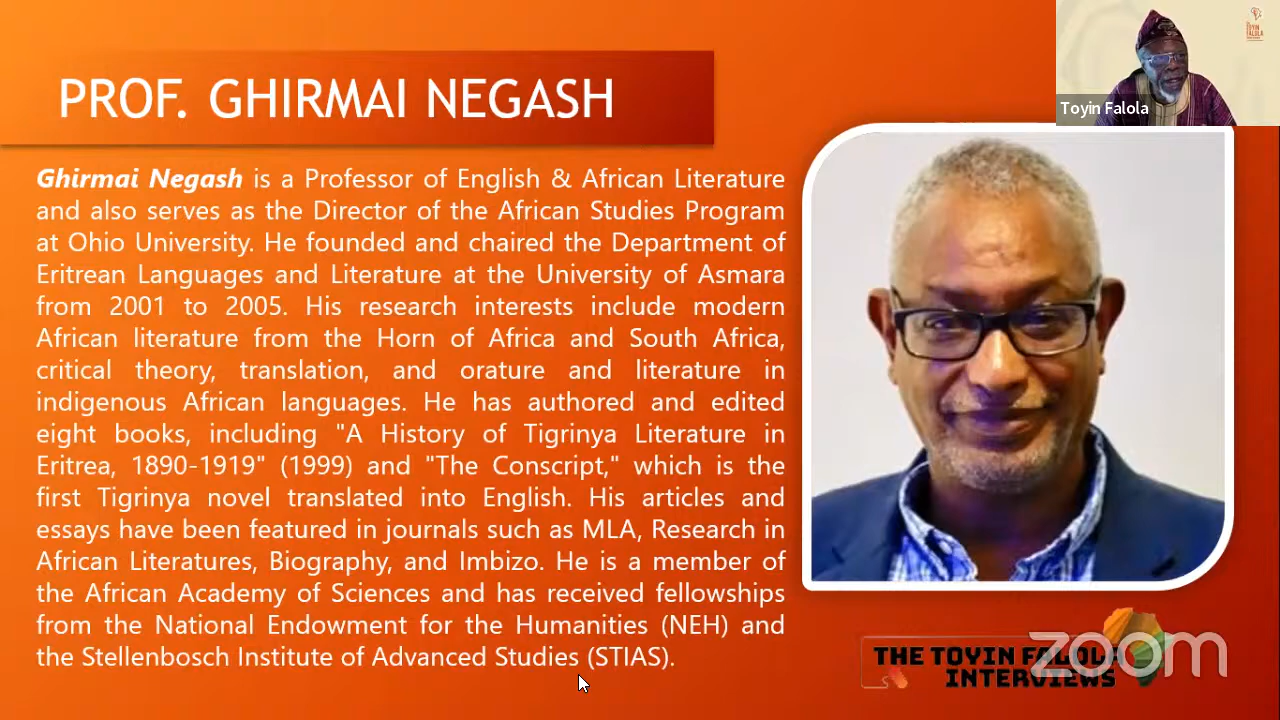 PROF. GHIRMAI NEGASH
Toyin Falola
Ghirmai Negash is a Professor of English & African Literature
and also serves as the Director of the African Studies Program
at Ohio University. He founded and chaired the Department of
Eritrean Languages and Literature at the University of Asmara
from 2001 to 2005. His research interests include modern
African literature from the Horn of Africa and South Africa,
critical theory, translation, and orature and literature in
indigenous African languages. He has authored and edited
eight books, including "A History of Tigrinya Literature in
Eritrea, 1890-1919" (1999) and "The Conscript," which is the
first Tigrinya novel translated into English. His articles and
essays have been featured in journals such as MLA, Research in
African Literatures, Biography, and Imbizo. He is a member of
the African Academy of Sciences and has received fellowships
from the National Endowment for the Humanities (NEH) and
the Stellenbosch Institute of Advanced Studies (STIAS).
THE TOYIN FALOLA
INTERVIEWS
zoom